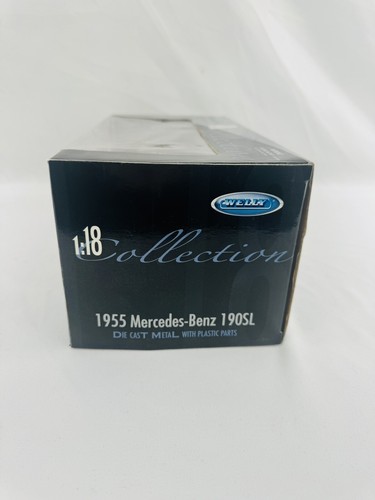 WELLY
1:18
Collection
1955 Mercedes-Benz 190SL
DIE CAST METAL WITH PLASTIC PARTS